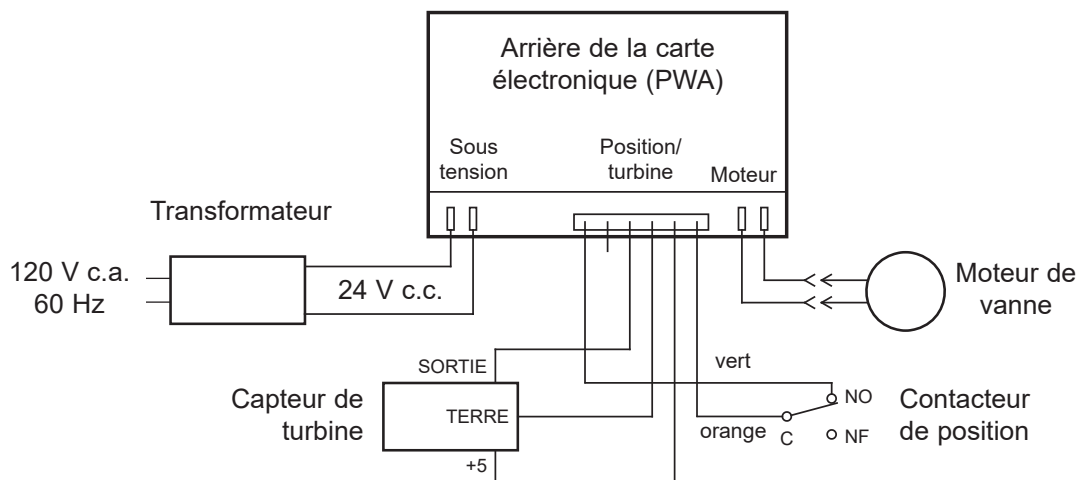 Arrière de la carte
électronique (PWA)
Sous
tension
Position/
turbine
Moteur
Transformateur
120 V c.a.
60 Hz
24 V c.c.
Moteur de
vanne
SORTIE
vert
Capteur de
turbine
TERRE
NO
Contacteur
de position
orange
C
NF
+5